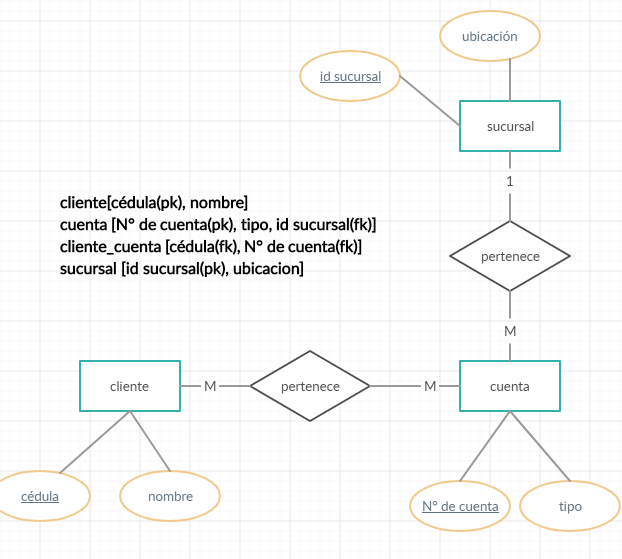 ubicación
id sucursal
sucursal
1
cliente[cédula(pk), nombre]
cuenta [N° de cuenta(pk), tipo, id sucursal(fk)]
cliente_cuenta [cédula(fk), N° de cuenta(fk)]
sucursal [id sucursal(pk), ubicacion]
pertenece
M
cliente
M
pertenece
M
cuenta
cédula
nombre
N° de cuenta
tipo